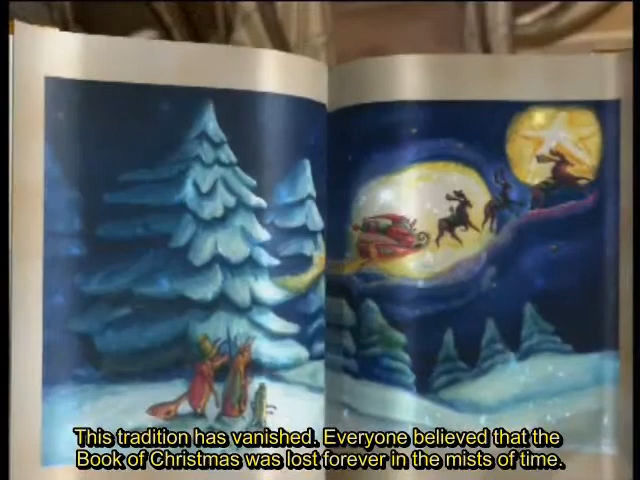 This tradition has vanished. Everyone believed that the
Book of Christmas was lost forever in the mists of time.